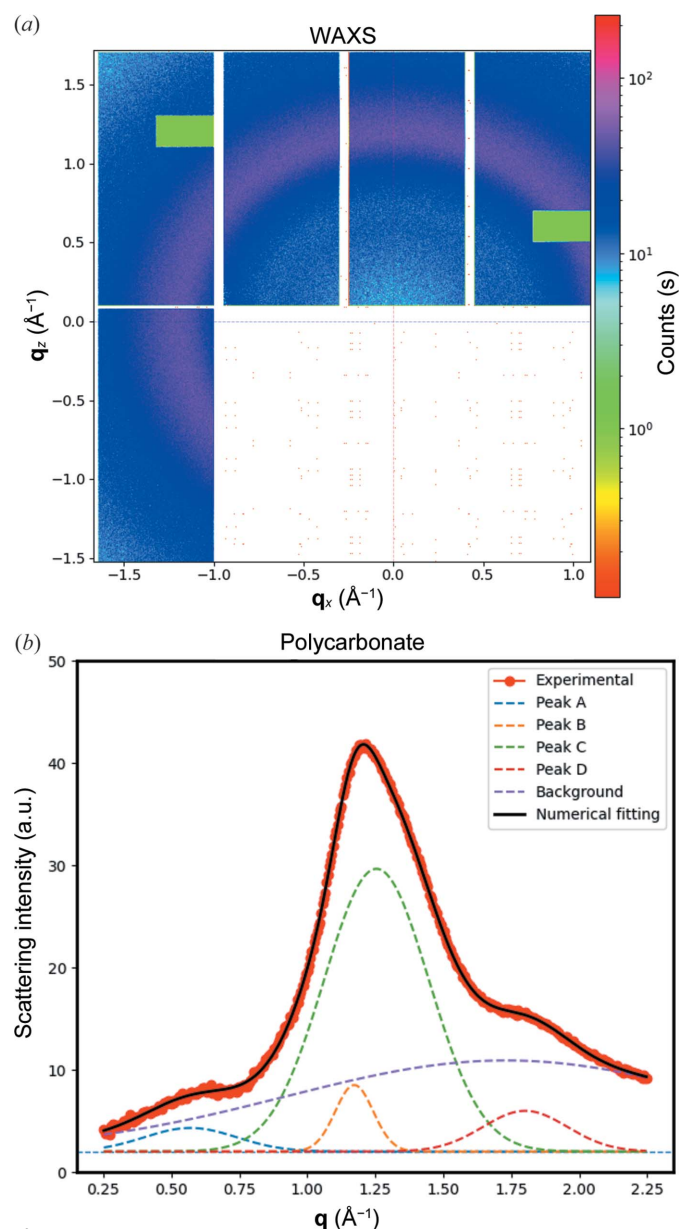 (a)
WAXS
1.5
1.0
0.5
0.0
−0.5
−1.0
−1.5
qz (Å−1)
−1.5 −1.0 −0.5 0.0 0.5 1.0
qx (Å−1)
10²
10¹
10⁰
Counts (s)
(b)
Polycarbonate
50
40
30
20
10
0
Scattering intensity (a.u.)
Experimental
Peak A
Peak B
Peak C
Peak D
Background
Numerical fitting
0.25 0.50 0.75 1.00 1.25 1.50 1.75 2.00 2.25
q (Å−1)